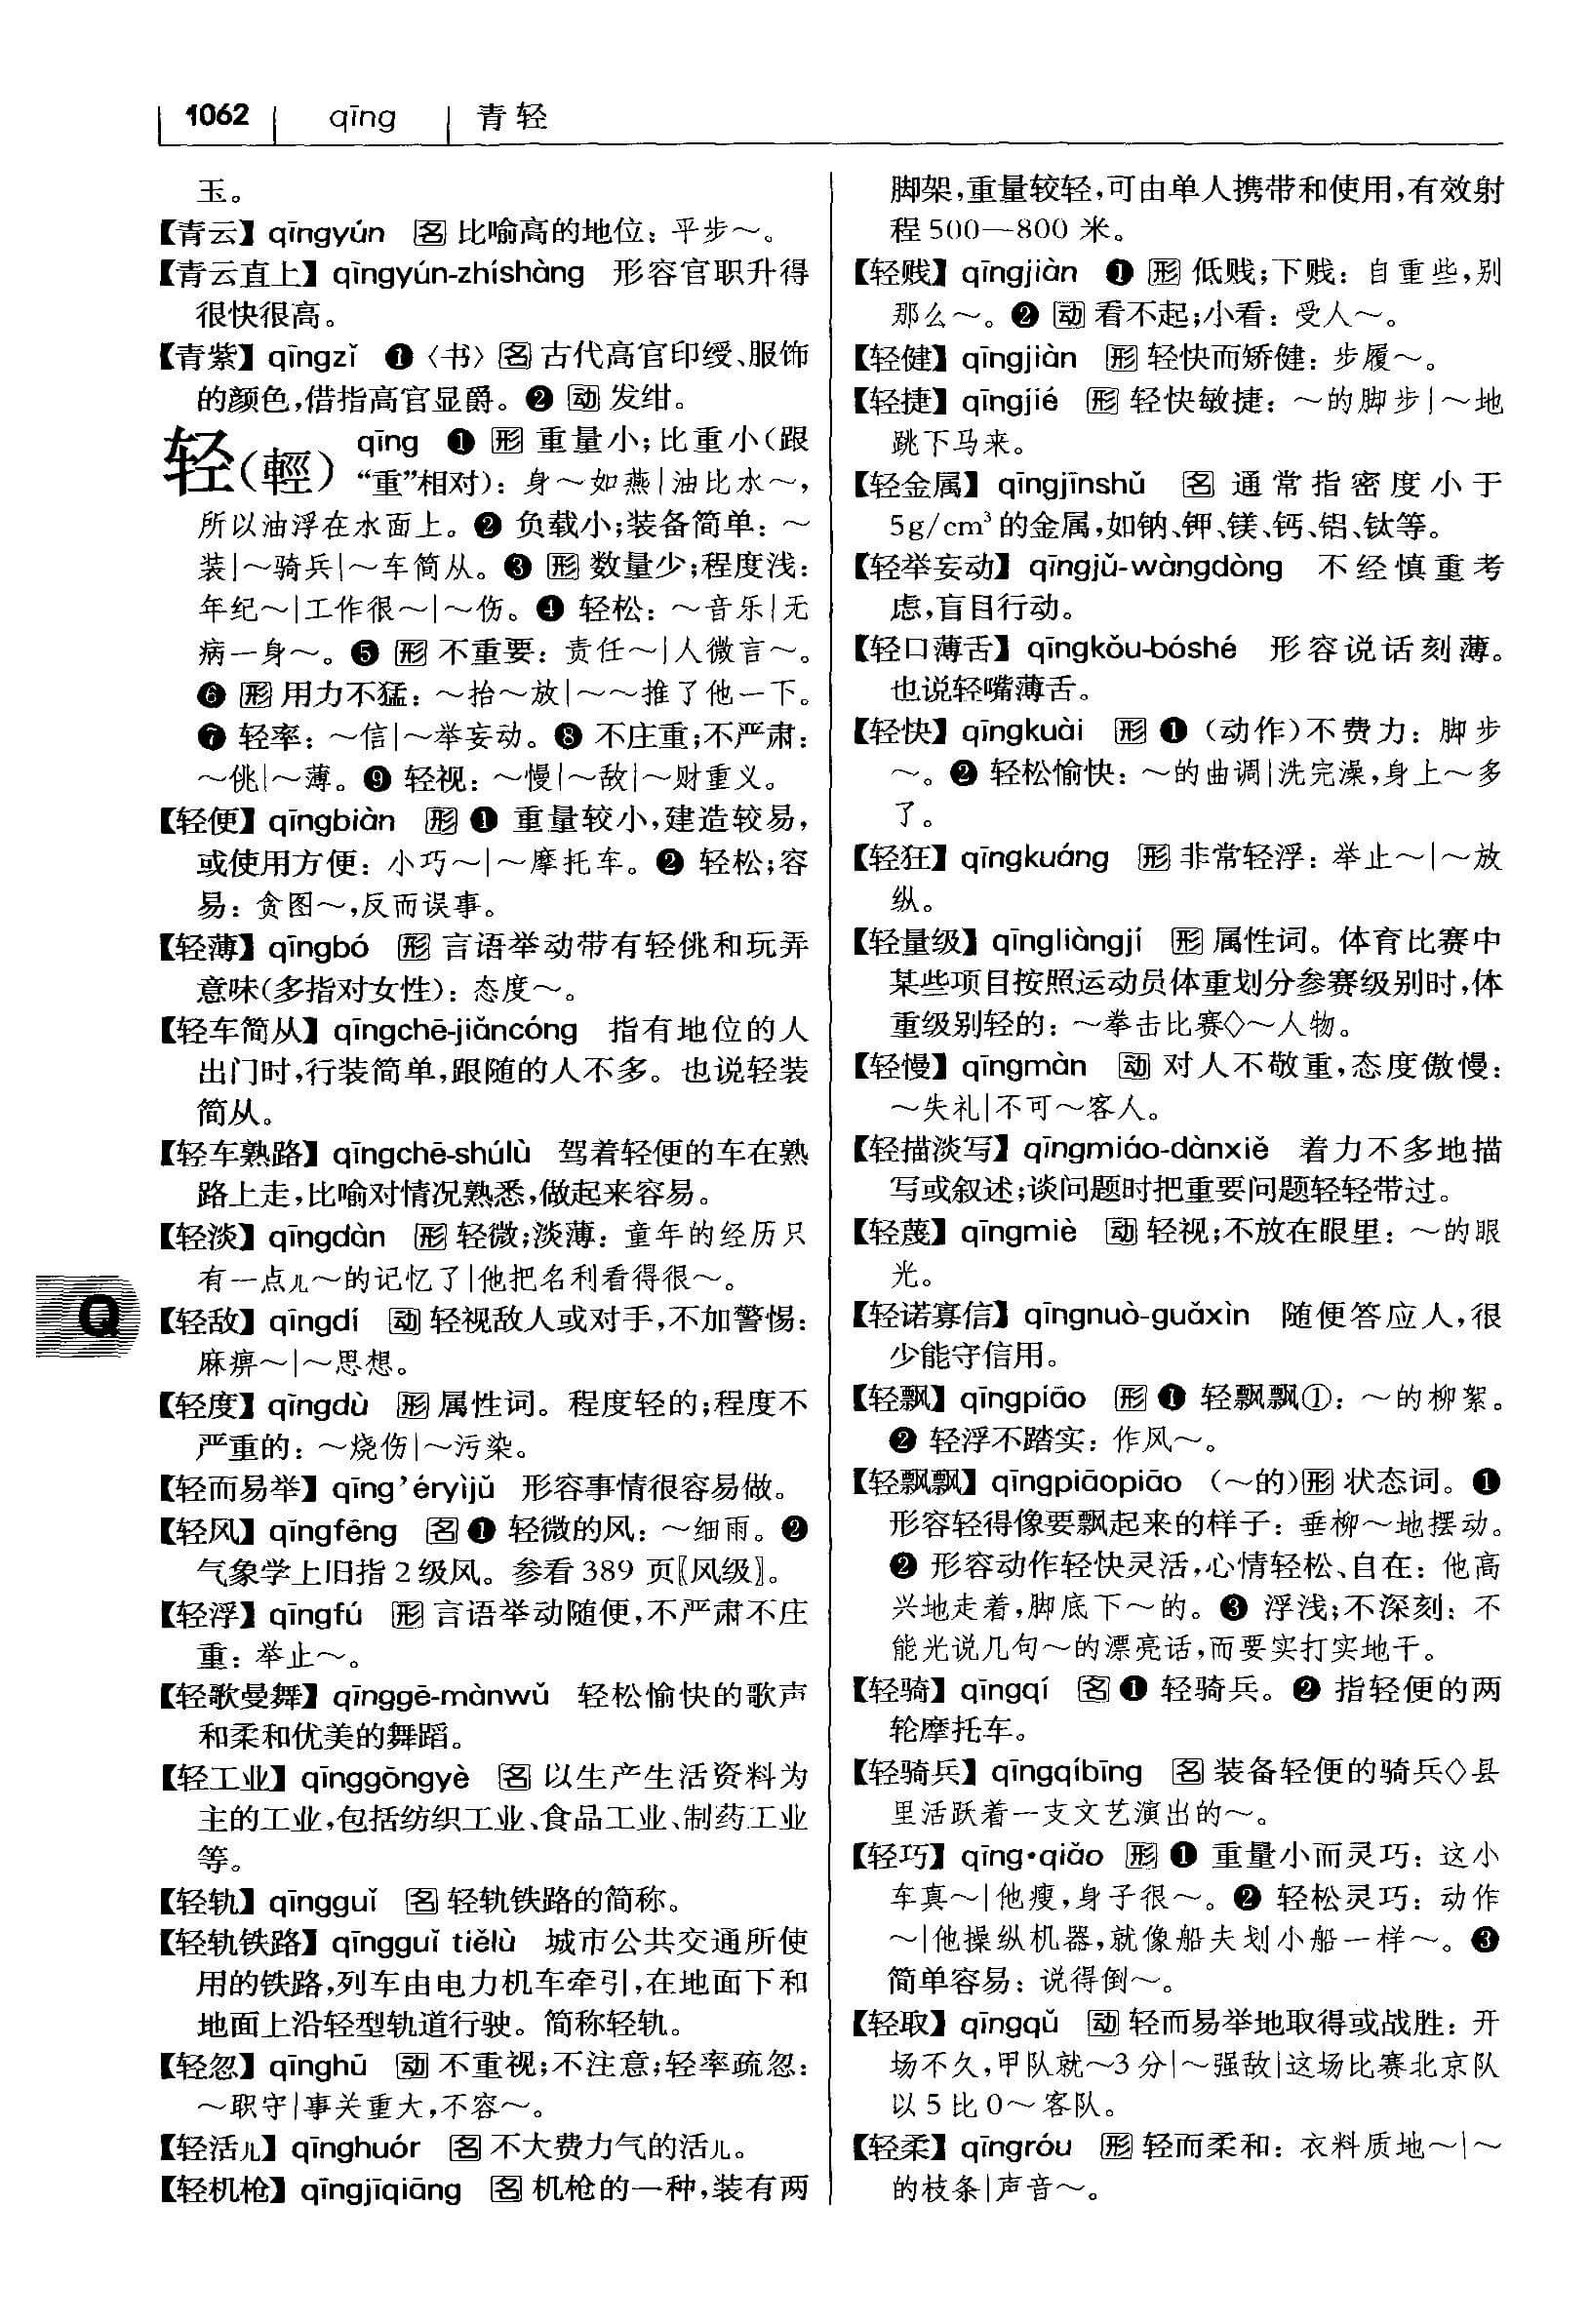 1062 qīng 青 轻
玉。
【青云】 qīngyún 名 比喻高的地位：平步～。
【青云直上】 qīngyún-zhíshàng 形容官职升得
很快很高。
【青紫】 qīngzǐ ❶〈书〉名 古代高官印绶、服饰
的颜色，借指高官显爵。❷ 动 发绀。
轻（輕） qīng ❶ 形 重量小；比重小（跟
“重”相对）：身～如燕|油比水～，
所以油浮在水面上。❷ 负载小；装备简单：～
装|～骑兵|～车简从。❸ 形 数量少；程度浅：
年纪～|工作很～|～伤。❹ 轻松：～音乐|无
病一身～。❺ 形 不重要：责任～|人微言～。
❻ 形 用力不猛：～抬～放|～～推了他一下。
❼ 轻率：～信|～举妄动。❽ 不庄重；不严肃：
～佻|～薄。❾ 轻视：～慢|～敌|～财重义。
【轻便】 qīngbiàn 形 ❶ 重量较小，建造较易，
或使用方便：小巧～|～摩托车。❷ 轻松；容
易：贪图～，反而误事。
【轻薄】 qīngbó 形 言语举动带有轻佻和玩弄
意味（多指对女性）：态度～。
【轻车简从】 qīngchē-jiǎncóng 指有地位的人
出门时，行装简单，跟随的人不多。也说轻装
简从。
【轻车熟路】 qīngchē-shúlù 驾着轻便的车在熟
路上走，比喻对情况熟悉，做起来容易。
【轻淡】 qīngdàn 形 轻微；淡薄：童年的经历只
有一点儿～的记忆了|他把名利看得很～。
【轻敌】 qīngdí 动 轻视敌人或对手，不加警惕：
麻痹～|～思想。
【轻度】 qīngdù 形 属性词。程度轻的；程度不
严重的：～烧伤|～污染。
【轻而易举】 qīng’éryìjǔ 形容事情很容易做。
【轻风】 qīngfēng 名 ❶ 轻微的风：～细雨。❷
气象学上旧指 2 级风。参看 389 页〖风级〗。
【轻浮】 qīngfú 形 言语举动随便，不严肃不庄
重：举止～。
【轻歌曼舞】 qīnggē-mànwǔ 轻松愉快的歌声
和柔和优美的舞蹈。
【轻工业】 qīnggōngyè 名 以生产生活资料为
主的工业，包括纺织工业、食品工业、制药工业
等。
【轻轨】 qīngguǐ 名 轻轨铁路的简称。
【轻轨铁路】 qīngguǐ tiělù 城市公共交通所使
用的铁路，列车由电力机车牵引，在地面下和
地面上沿轻型轨道行驶。简称轻轨。
【轻忽】 qīnghū 动 不重视；不注意；轻率疏忽：
～职守|事关重大，不容～。
【轻活儿】 qīnghuór 名 不大费力气的活儿。
【轻机枪】 qīngjīqiāng 名 机枪的一种，装有两
脚架，重量较轻，可由单人携带和使用，有效射
程 500—800 米。
【轻贱】 qīngjiàn ❶ 形 低贱；下贱：自重些，别
那么～。❷ 动 看不起；小看：受人～。
【轻健】 qīngjiàn 形 轻快而矫健：步履～。
【轻捷】 qīngjié 形 轻快敏捷：～的脚步|～地
跳下马来。
【轻金属】 qīngjīnshǔ 名 通常指密度小于
5g/cm³ 的金属，如钠、钾、镁、钙、铝、钛等。
【轻举妄动】 qīngjǔ-wàngdòng 不经慎重考
虑，盲目行动。
【轻口薄舌】 qīngkǒu-bóshé 形容说话刻薄。
也说轻嘴薄舌。
【轻快】 qīngkuài 形 ❶（动作）不费力：脚步
～。❷ 轻松愉快：～的曲调|洗完澡，身上～多
了。
【轻狂】 qīngkuáng 形 非常轻浮：举止～|～放
纵。
【轻量级】 qīngliàngjí 形 属性词。体育比赛中
某些项目按照运动员体重划分参赛级别时，体
重级别轻的：～拳击比赛◇～人物。
【轻慢】 qīngmàn 动 对人不敬重，态度傲慢：
～失礼|不可～客人。
【轻描淡写】 qīngmiáo-dànxiě 着力不多地描
写或叙述；谈问题时把重要问题轻轻带过。
【轻蔑】 qīngmiè 动 轻视；不放在眼里：～的眼
光。
【轻诺寡信】 qīngnuò-guǎxìn 随便答应人，很
少能守信用。
【轻飘】 qīngpiāo 形 ❶ 轻飘飘①：～的柳絮。
❷ 轻浮不踏实：作风～。
【轻飘飘】 qīngpiāopiāo （～的）形 状态词。❶
形容轻得像要飘起来的样子：垂柳～地摆动。
❷ 形容动作轻快灵活，心情轻松、自在：他高
兴地走着，脚底下～的。❸ 浮浅；不深刻：不
能光说几句～的漂亮话，而要实打实地干。
【轻骑】 qīngqí 名 ❶ 轻骑兵。❷ 指轻便的两
轮摩托车。
【轻骑兵】 qīngqíbīng 名 装备轻便的骑兵◇县
里活跃着一支文艺演出的～。
【轻巧】 qīng·qiǎo 形 ❶ 重量小而灵巧：这小
车真～|他瘦，身子很～。❷ 轻松灵巧：动作
～|他操纵机器，就像船夫划小船一样～。❸
简单容易：说得倒～。
【轻取】 qīngqǔ 动 轻而易举地取得或战胜：开
场不久，甲队就～3 分|～强敌|这场比赛北京队
以 5 比 0～客队。
【轻柔】 qīngróu 形 轻而柔和：衣料质地～|～
的枝条|声音～。
Q